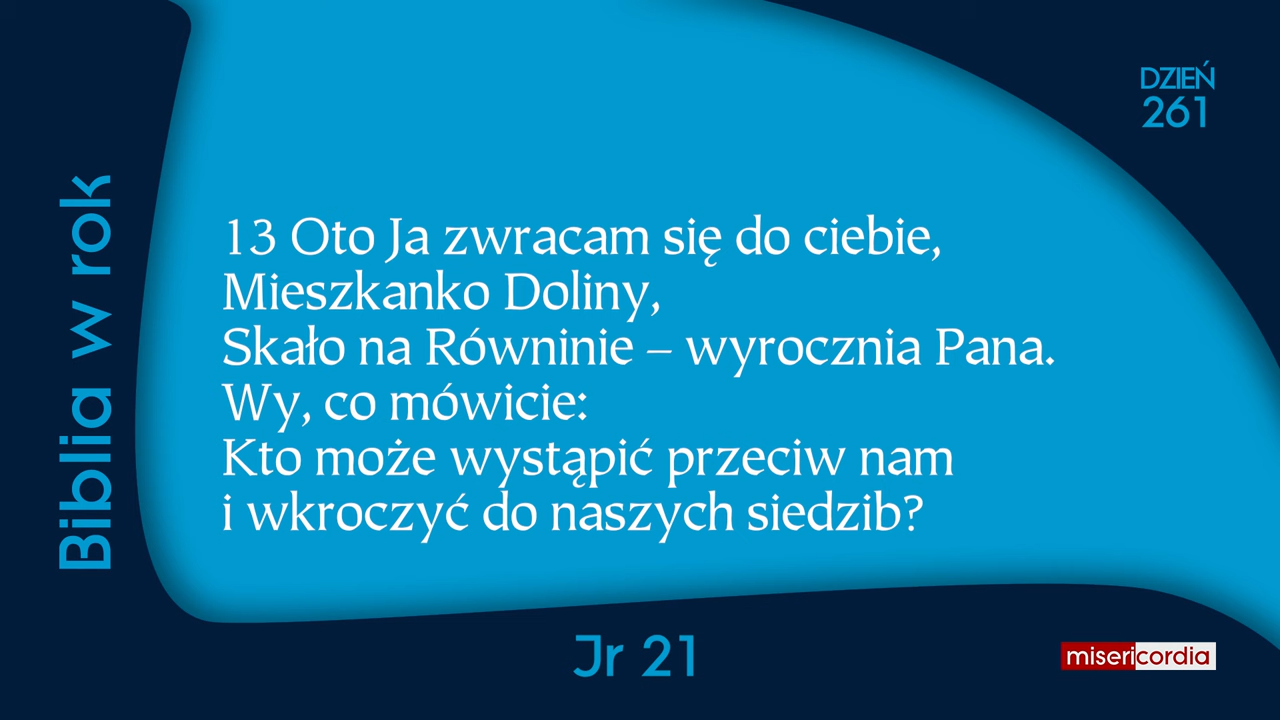 Biblia w rok
DZIEŃ
261
13 Oto Ja zwracam się do ciebie,
Mieszkanko Doliny,
Skało na Równinie – wyrocznia Pana.
Wy, co mówicie:
Kto może wystąpić przeciw nam
i wkroczyć do naszych siedzib?
Jr 21
misericordia